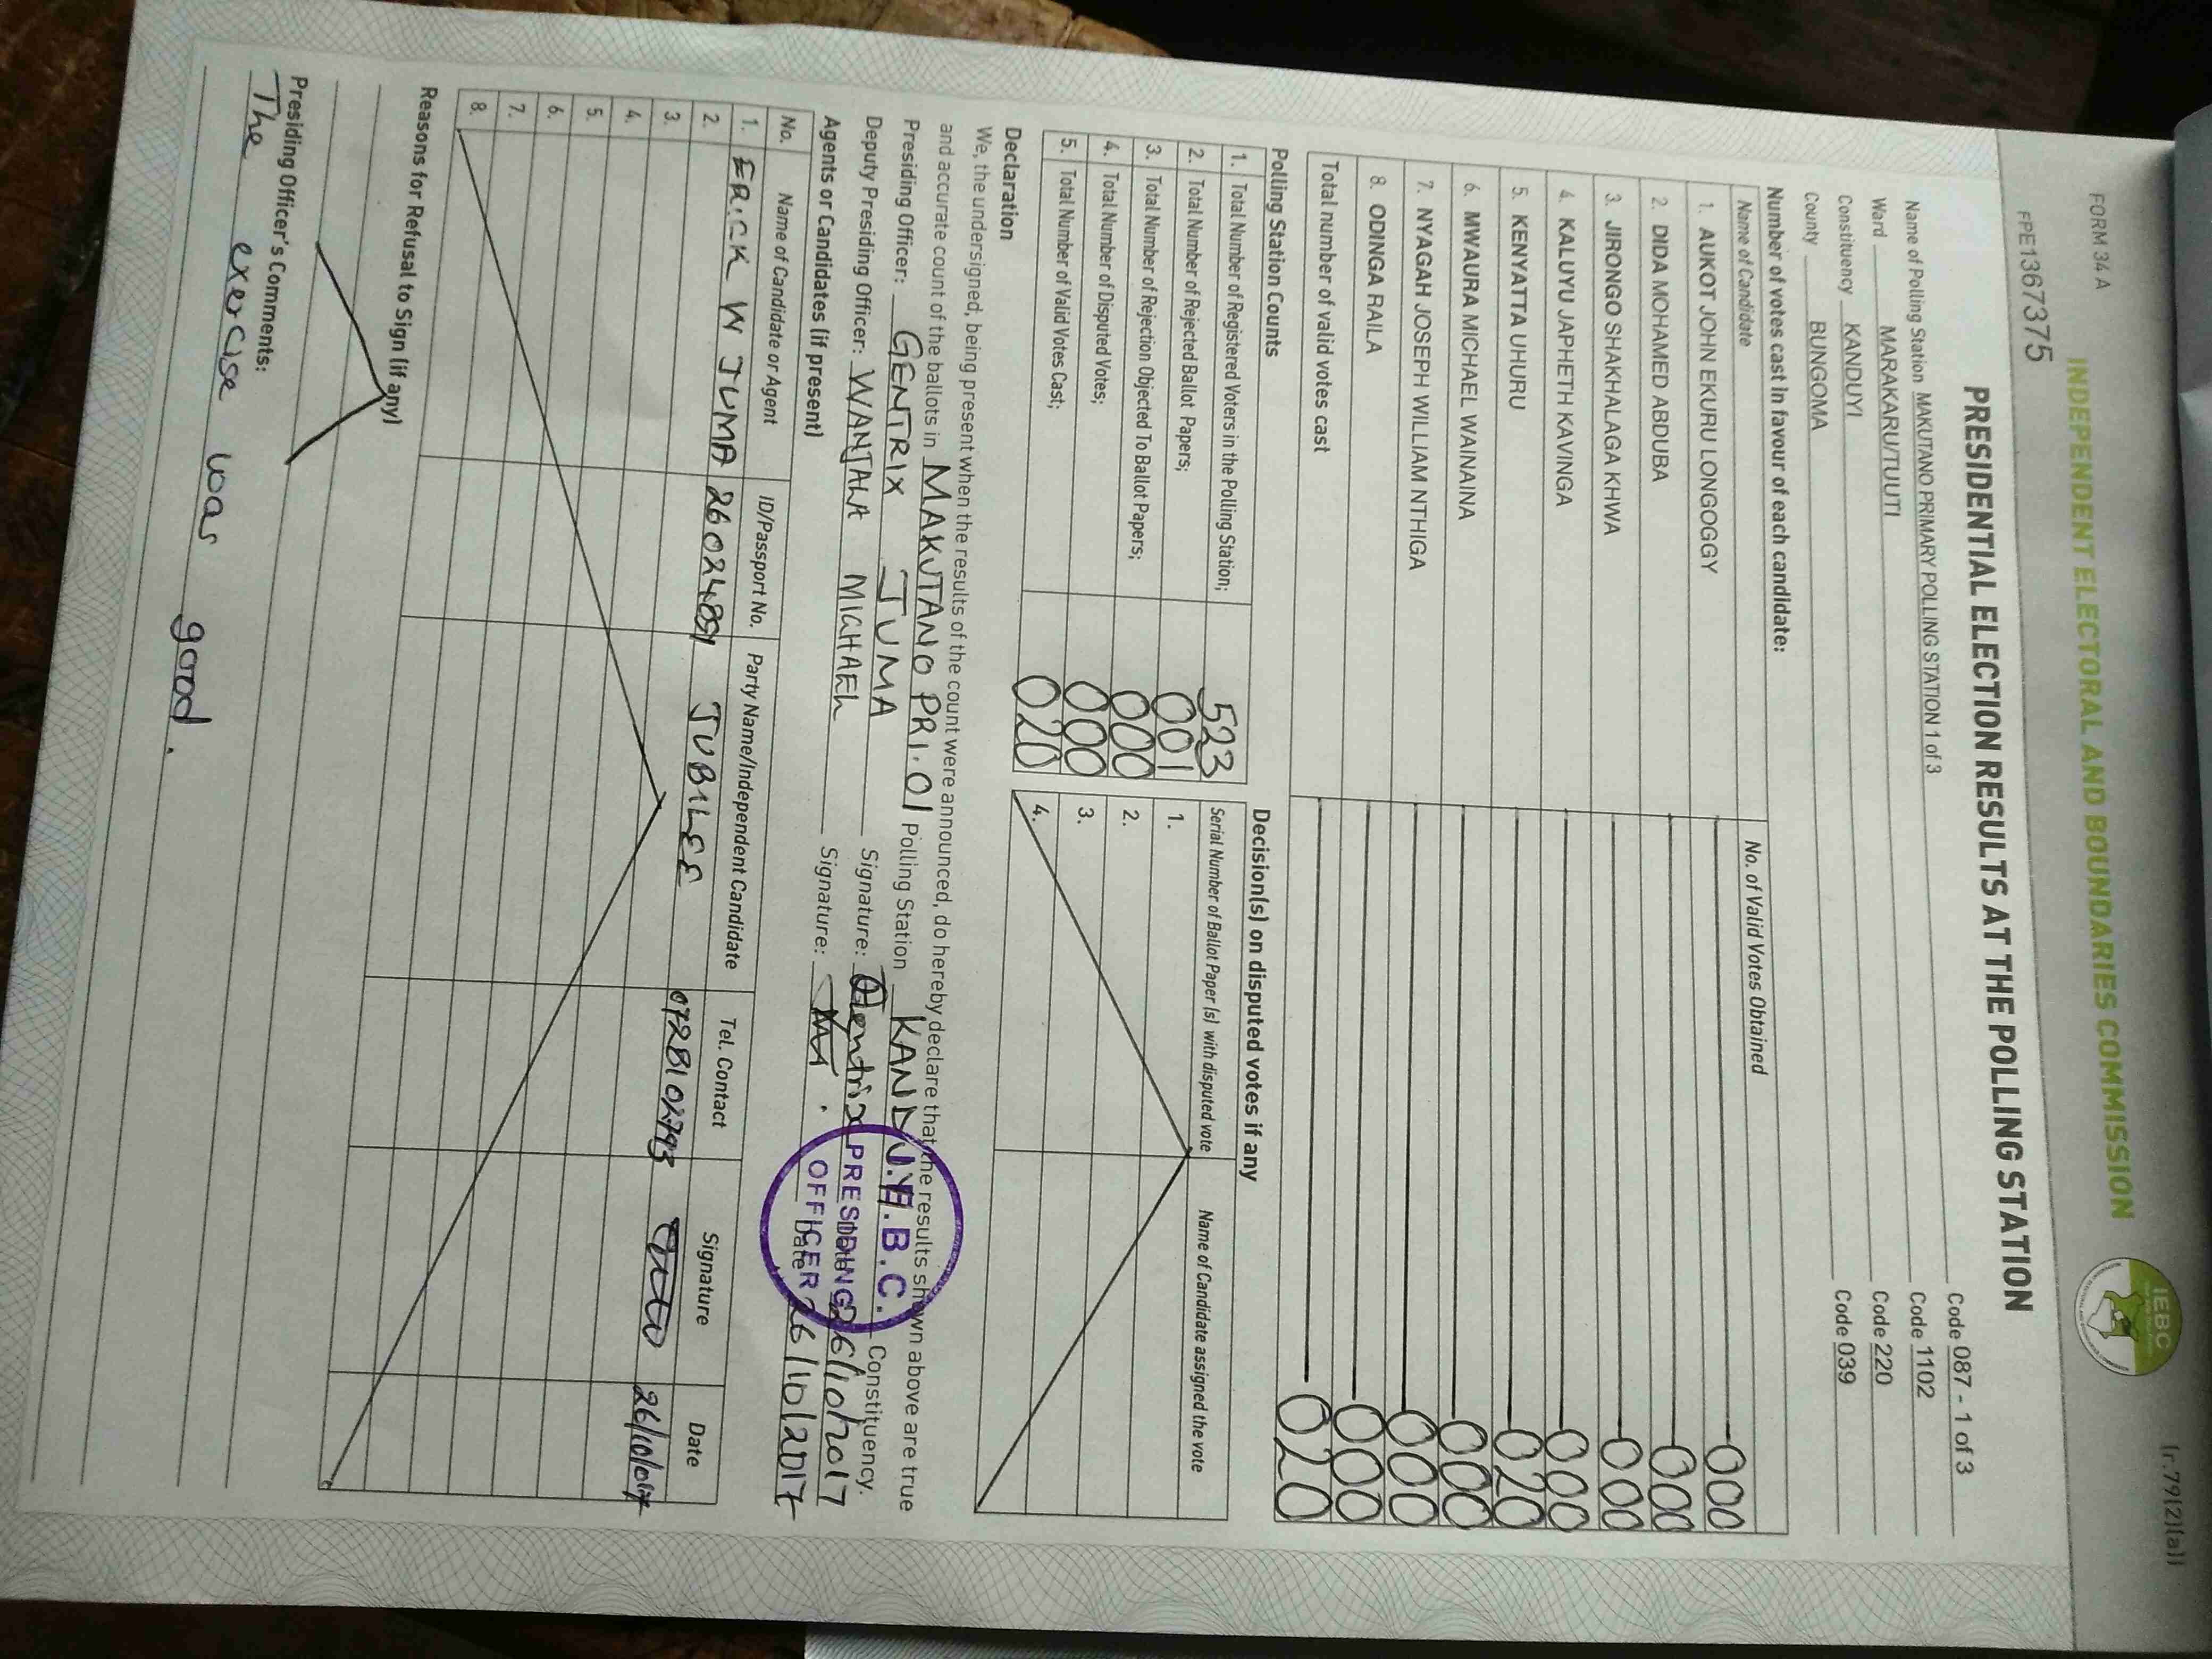 FORM 34 A
(r.79(2)(a))
INDEPENDENT ELECTORAL AND BOUNDARIES COMMISSION
IEBC
FPE136775
PRESIDENTIAL ELECTION RESULTS AT THE POLLING STATION
Name of Polling Station MAKUTANO PRIMARY POLLING STATION 1 of 3 Code 087 - 1 of 3
Ward MARAKARU/TUUTI Code 1102
Constituency KANDUYI Code 220
County BUNGOMA Code 039
Number of votes cast in favour of each candidate:
Name of Candidate No. of Valid Votes Obtained
1. AUKOT JOHN EKURU LONGOGGY 000
2. DIDA MOHAMED ABDUBA 000
3. JIRONGO SHAKHALAGA KHWA 000
4. KALUYU JAPHETH KAVINGA 000
5. KENYATTA UHURU 020
6. MWAURA MICHAEL WAINAINA 000
7. NYAGAH JOSEPH WILLIAM NTHIGA 000
8. ODINGA RAILA 000
Total number of valid votes cast 020
Polling Station Counts
1. Total Number of Registered Voters in the Polling Station; 523
2. Total Number of Rejected Ballot Papers; 001
3. Total Number of Rejection Objected To Ballot Papers; 000
4. Total Number of Disputed Votes; 000
5. Total Number of Valid Votes Cast; 020
Decision(s) on disputed votes if any
Serial Number of Ballot Paper (s) with disputed vote Name of Candidate assigned the vote
1.
2.
3.
4.
Declaration
We, the undersigned, being present when the results of the count were announced, do hereby declare that the results shown above are true
and accurate count of the ballots in MAKUTANO PRI. 01 Polling Station KANDUYI Constituency.
Presiding Officer: GENTRIX JUMA Signature: Gentrix Date 26/10/2017
Deputy Presiding Officer: WANJALA MICHAEL Signature: Date 26/10/2017
I.E.B.C.
PRESIDING
OFFICER
Agents or Candidates (if present)
No. Name of Candidate or Agent ID/Passport No. Party Name/Independent Candidate Tel. Contact Signature Date
1. ERICK W JUMA JUBILEE 0728102793
2.
3.
4.
5.
6.
7.
8.
Reasons for Refusal to Sign (if any)
Presiding Officer's Comments:
The exercise was good.